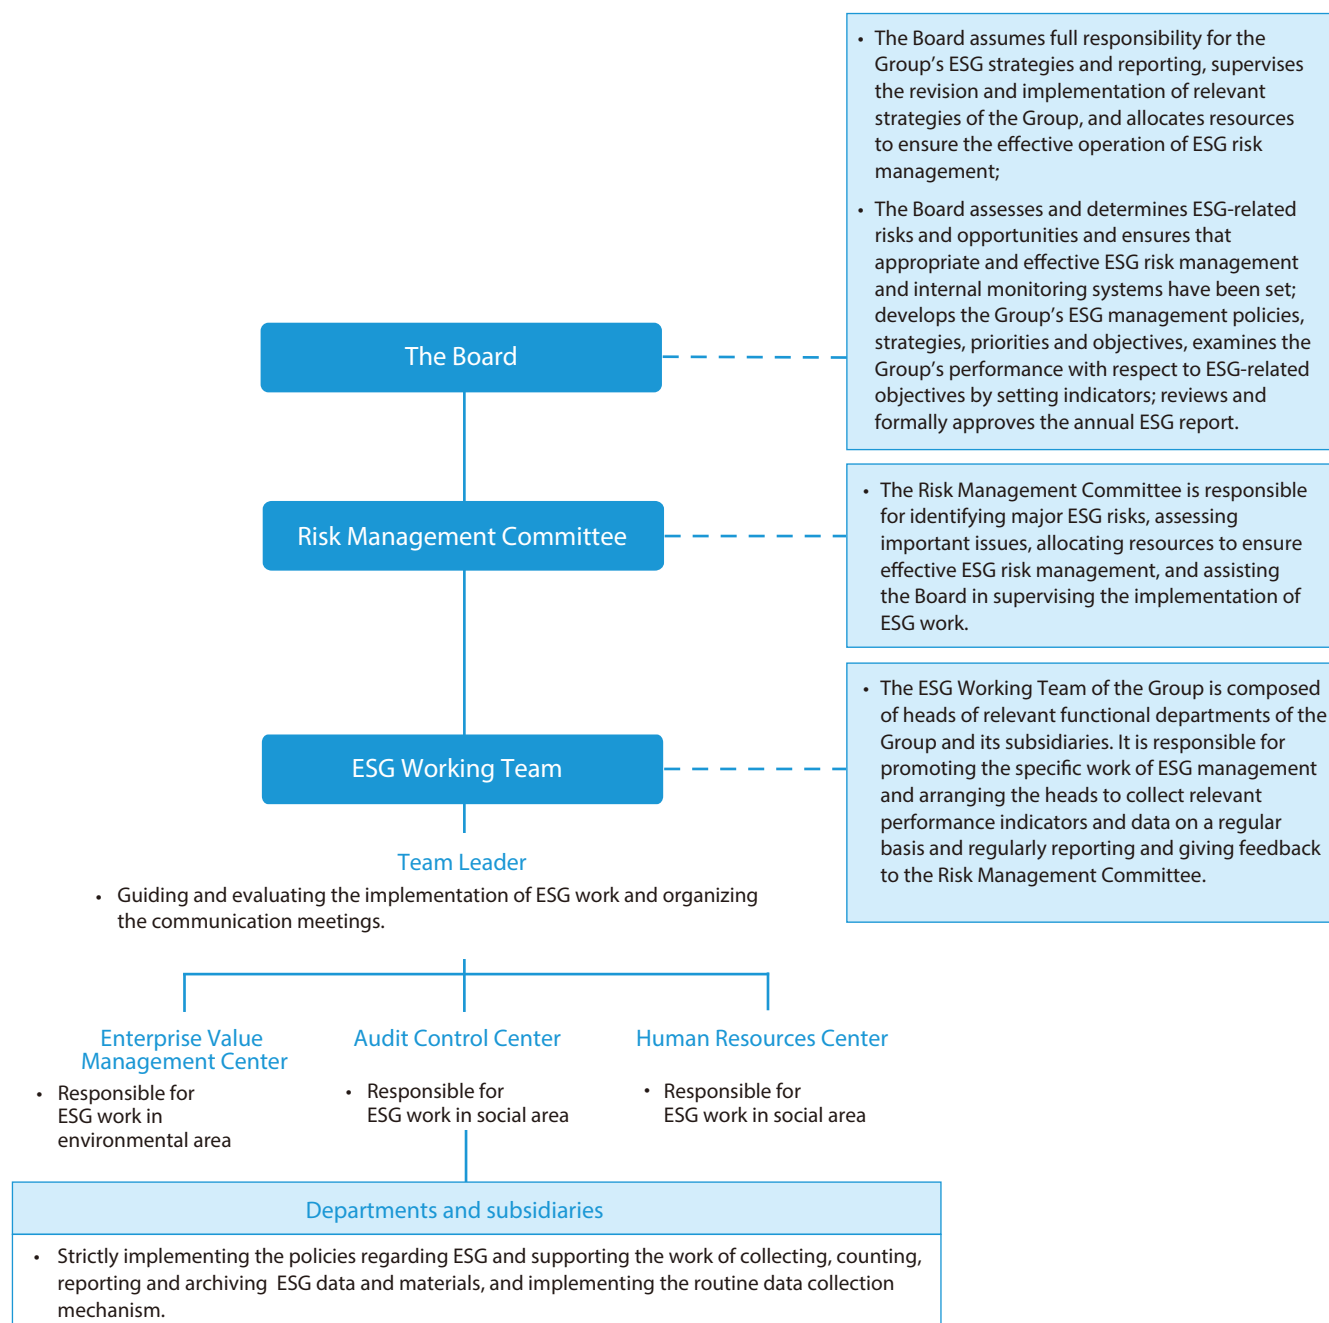 • The Board assumes full responsibility for the
Group’s ESG strategies and reporting, supervises
the revision and implementation of relevant
strategies of the Group, and allocates resources
to ensure the effective operation of ESG risk
management;
• The Board assesses and determines ESG-related
risks and opportunities and ensures that
appropriate and effective ESG risk management
and internal monitoring systems have been set;
develops the Group’s ESG management policies,
strategies, priorities and objectives, examines the
Group’s performance with respect to ESG-related
objectives by setting indicators; reviews and
formally approves the annual ESG report.
The Board
• The Risk Management Committee is responsible
for identifying major ESG risks, assessing
important issues, allocating resources to ensure
effective ESG risk management, and assisting
the Board in supervising the implementation of
ESG work.
Risk Management Committee
• The ESG Working Team of the Group is composed
of heads of relevant functional departments of the
Group and its subsidiaries. It is responsible for
promoting the specific work of ESG management
and arranging the heads to collect relevant
performance indicators and data on a regular
basis and regularly reporting and giving feedback
to the Risk Management Committee.
ESG Working Team
Team Leader
• Guiding and evaluating the implementation of ESG work and organizing
the communication meetings.
Enterprise Value
Management Center
• Responsible for
ESG work in
environmental area
Audit Control Center
• Responsible for
ESG work in social area
Human Resources Center
• Responsible for
ESG work in social area
Departments and subsidiaries
• Strictly implementing the policies regarding ESG and supporting the work of collecting, counting,
reporting and archiving ESG data and materials, and implementing the routine data collection
mechanism.